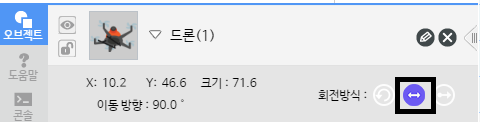 오브젝트
드론(1)
도움말
X: 10.2 Y: 46.6 크기 : 71.6
이동 방향 : 90.0 °
회전방식 :
콘솔